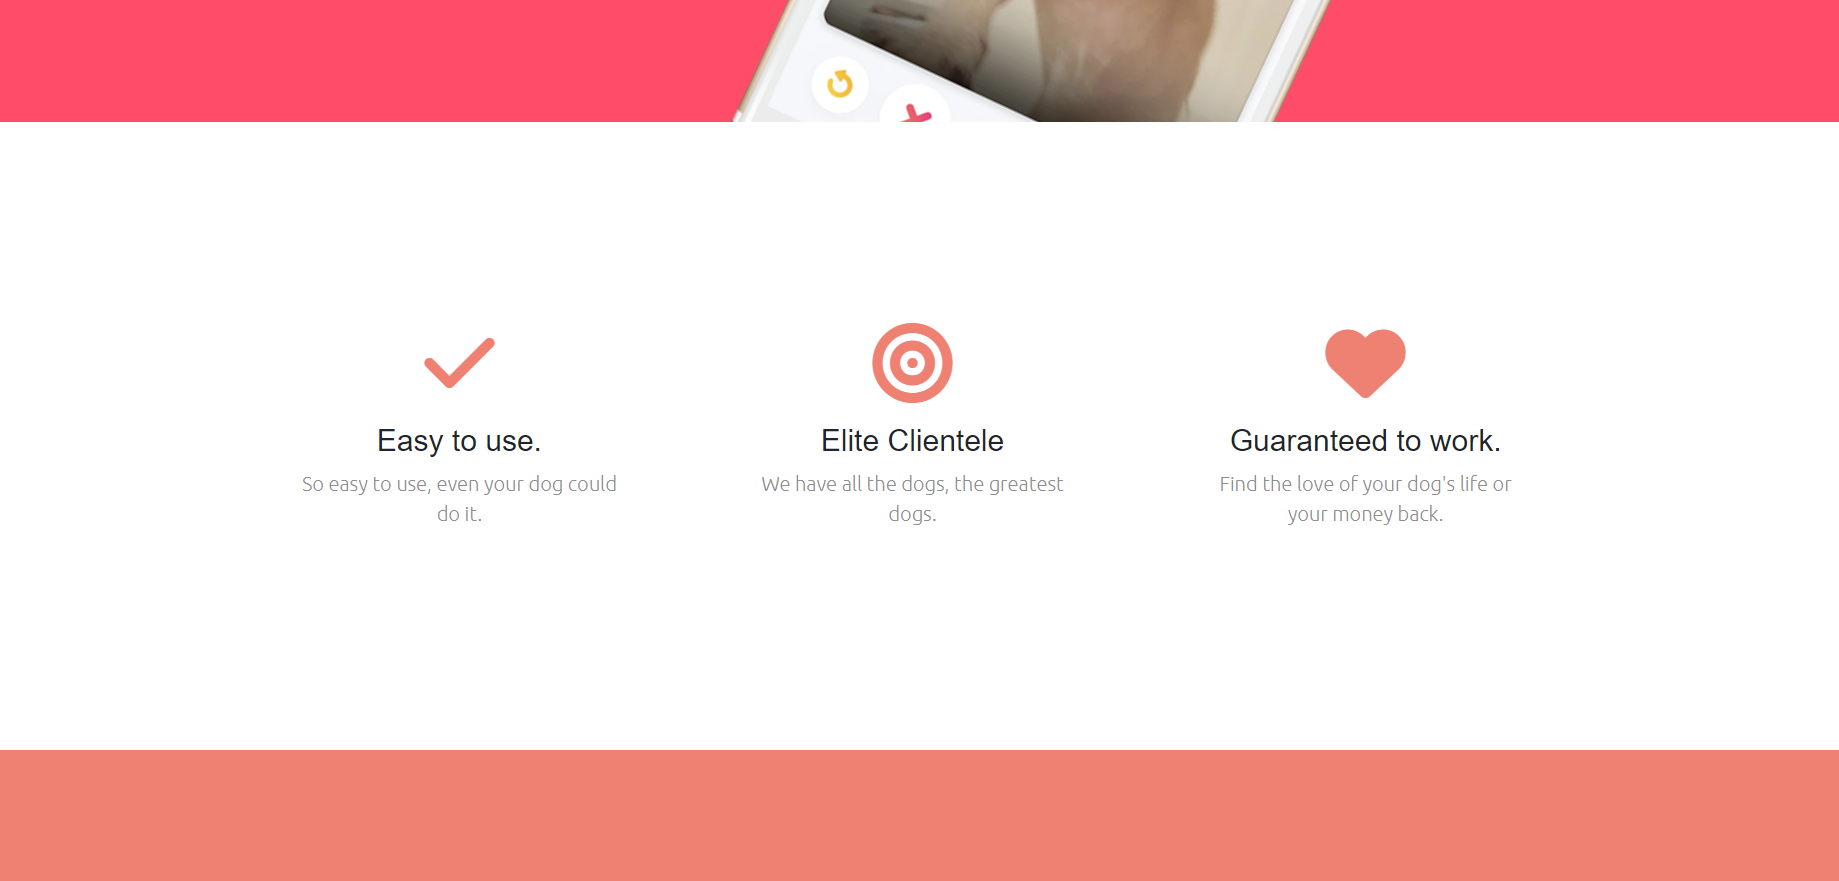 Easy to use.
So easy to use, even your dog could
do it.
Elite Clientele
We have all the dogs, the greatest
dogs.
Guaranteed to work.
Find the love of your dog's life or
your money back.